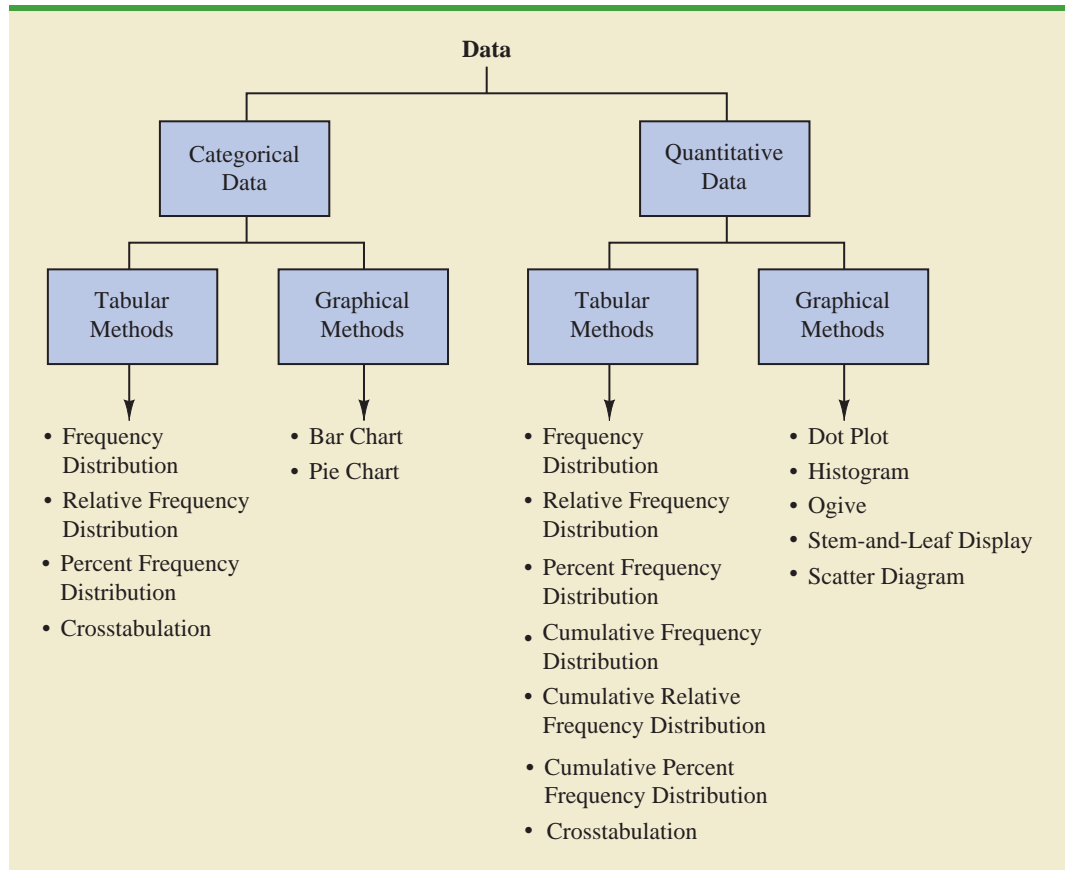 Data
Categorical
Data
Quantitative
Data
Tabular
Methods
Graphical
Methods
Tabular
Methods
Graphical
Methods
• Frequency
Distribution
• Relative Frequency
Distribution
• Percent Frequency
Distribution
• Crosstabulation
• Bar Chart
• Pie Chart
• Frequency
Distribution
• Relative Frequency
Distribution
• Percent Frequency
Distribution
• Cumulative Frequency
Distribution
• Cumulative Relative
Frequency Distribution
• Cumulative Percent
Frequency Distribution
• Crosstabulation
• Dot Plot
• Histogram
• Ogive
• Stem-and-Leaf Display
• Scatter Diagram